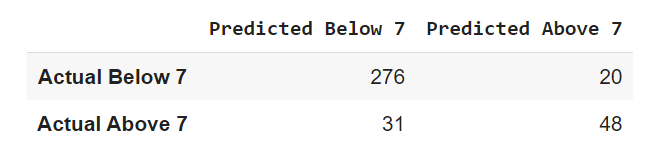 Predicted Below 7 Predicted Above 7
Actual Below 7 276 20
Actual Above 7 31 48